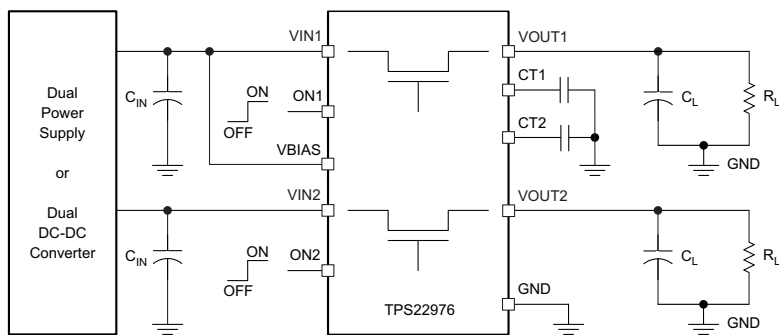 Dual
Power
Supply
or
Dual
DC-DC
Converter
CIN
ON
OFF
VIN1
ON1
VBIAS
VIN2
CIN
ON
OFF
ON2
TPS22976
VOUT1
CT1
CT2
CL
RL
GND
VOUT2
GND
CL
RL
GND